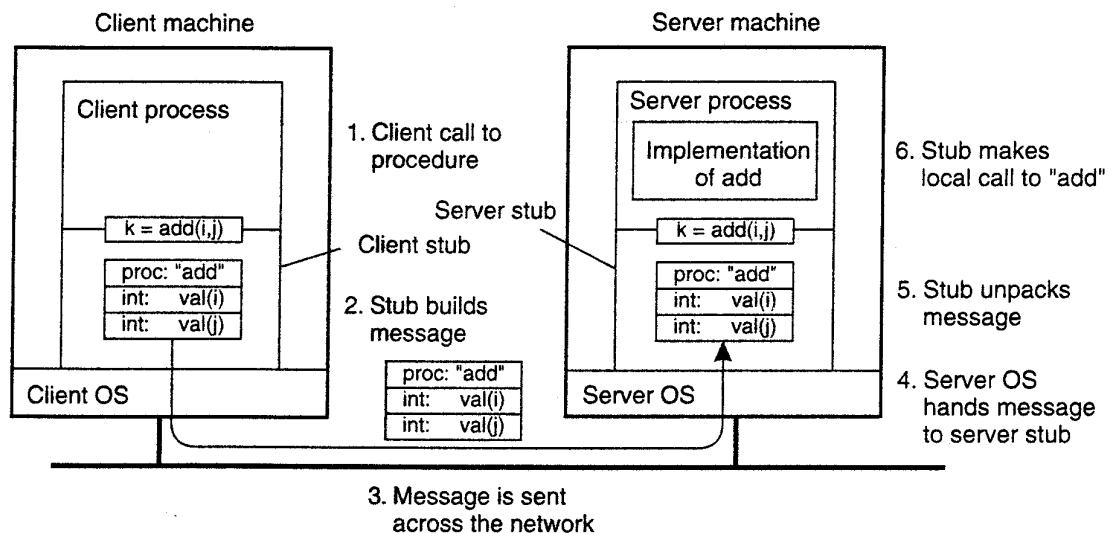 Client machine
Server machine
Client process
1. Client call to
procedure
Server process
Implementation
of add
6. Stub makes
local call to "add"
Server stub
k = add(i,j)
Client stub
k = add(i,j)
proc: "add"
int: val(i)
int: val(j)
2. Stub builds
message
proc: "add"
int: val(i)
int: val(j)
5. Stub unpacks
message
proc: "add"
int: val(i)
int: val(j)
Client OS
Server OS
4. Server OS
hands message
to server stub
3. Message is sent
across the network